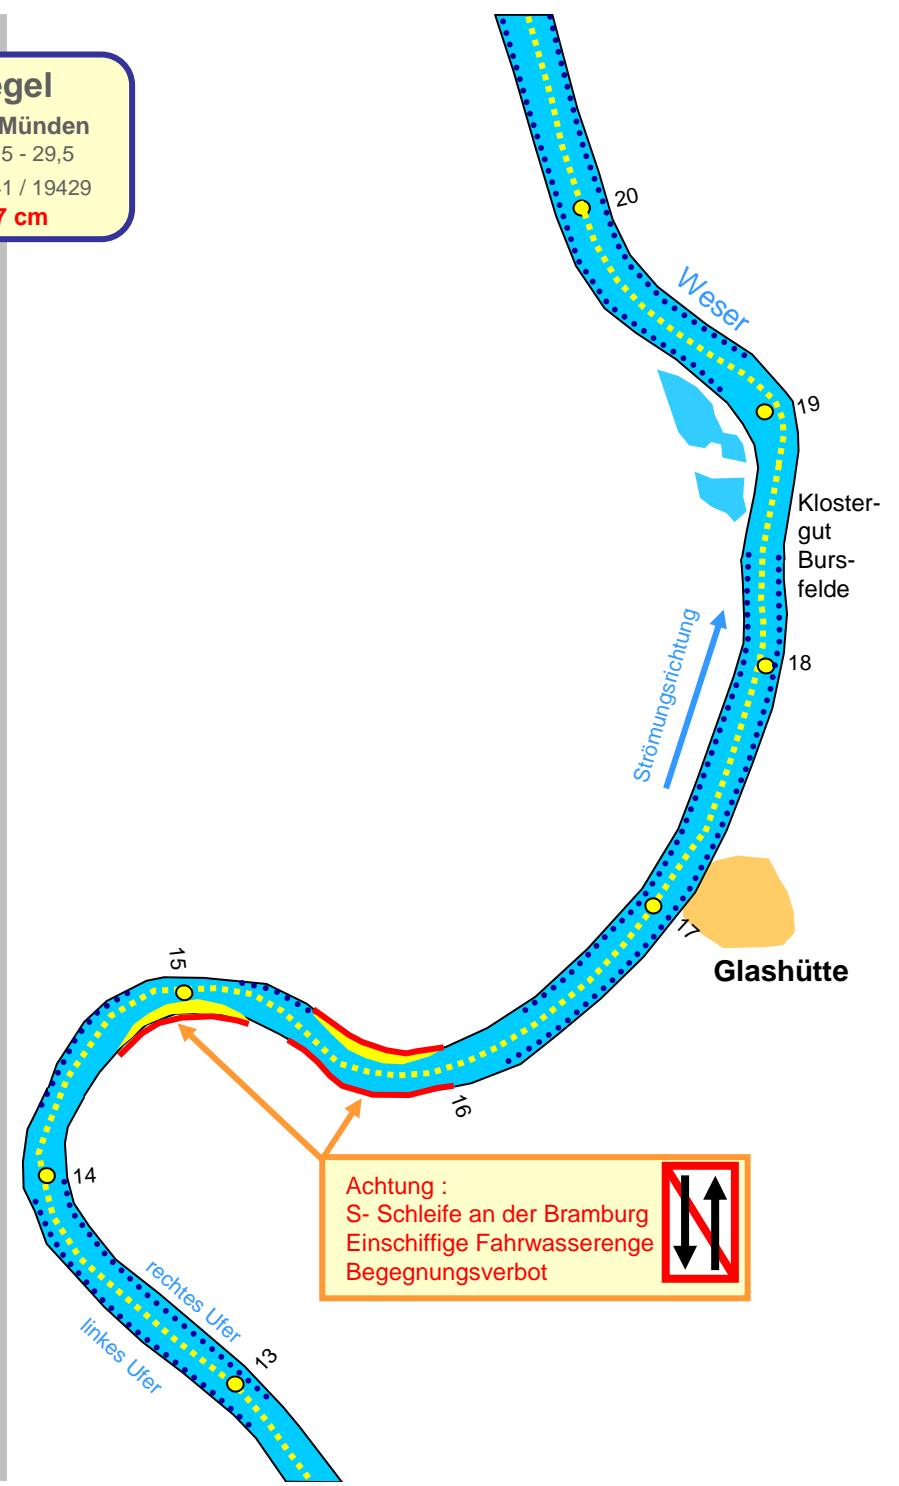 Münden
5 - 29,5
1 / 19429
7 cm
20
Weser
19
Kloster-
gut
Burs-
felde
Strömungsrichtung
18
17
Glashütte
15
16
14
Achtung :
S- Schleife an der Bramburg
Einschiffige Fahrwasserenge
Begegnungsverbot
rechtes Ufer
linkes Ufer
13